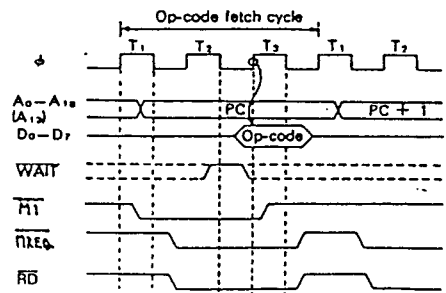 Op-code fetch cycle
T1 T2 T3 T1 T2
ϕ
A0–A18 PC PC + 1
(A19)
D0–D7 Op-code
WAIT
M1
MREQ
RD